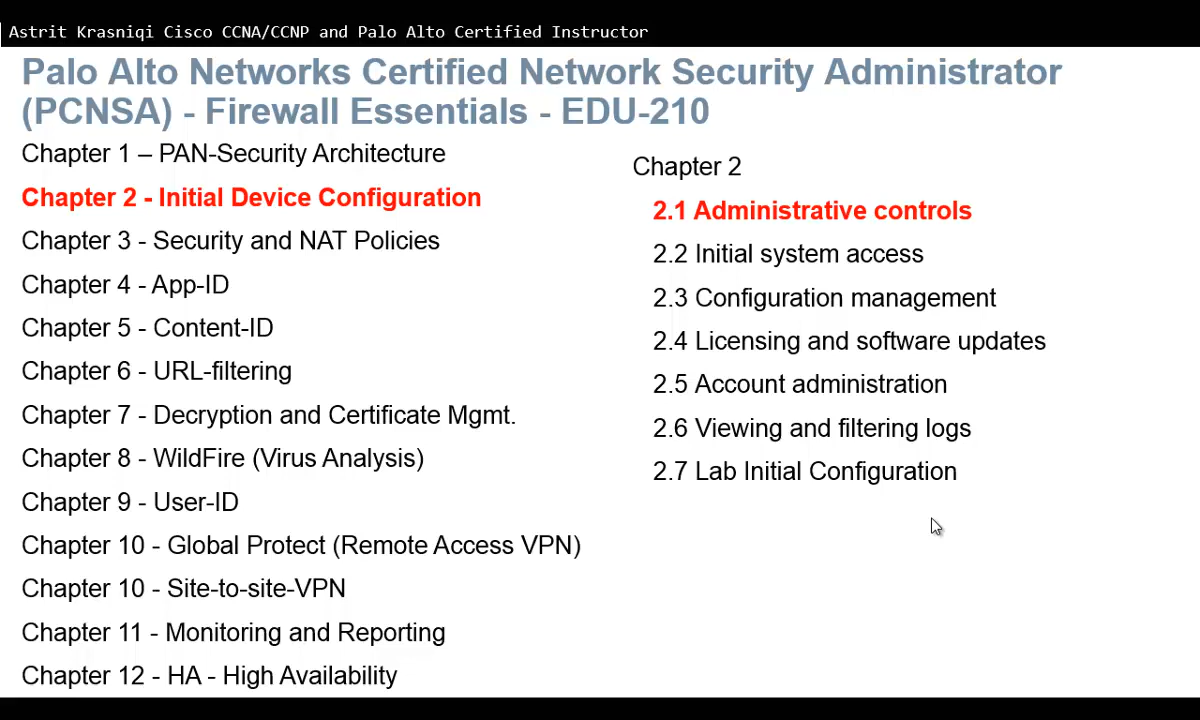 Astrit Krasniqi Cisco CCNA/CCNP and Palo Alto Certified Instructor
Palo Alto Networks Certified Network Security Administrator
(PCNSA) - Firewall Essentials - EDU-210
Chapter 1 – PAN-Security Architecture
Chapter 2 - Initial Device Configuration
Chapter 3 - Security and NAT Policies
Chapter 4 - App-ID
Chapter 5 - Content-ID
Chapter 6 - URL-filtering
Chapter 7 - Decryption and Certificate Mgmt.
Chapter 8 - WildFire (Virus Analysis)
Chapter 9 - User-ID
Chapter 10 - Global Protect (Remote Access VPN)
Chapter 10 - Site-to-site-VPN
Chapter 11 - Monitoring and Reporting
Chapter 12 - HA - High Availability
Chapter 2
2.1 Administrative controls
2.2 Initial system access
2.3 Configuration management
2.4 Licensing and software updates
2.5 Account administration
2.6 Viewing and filtering logs
2.7 Lab Initial Configuration